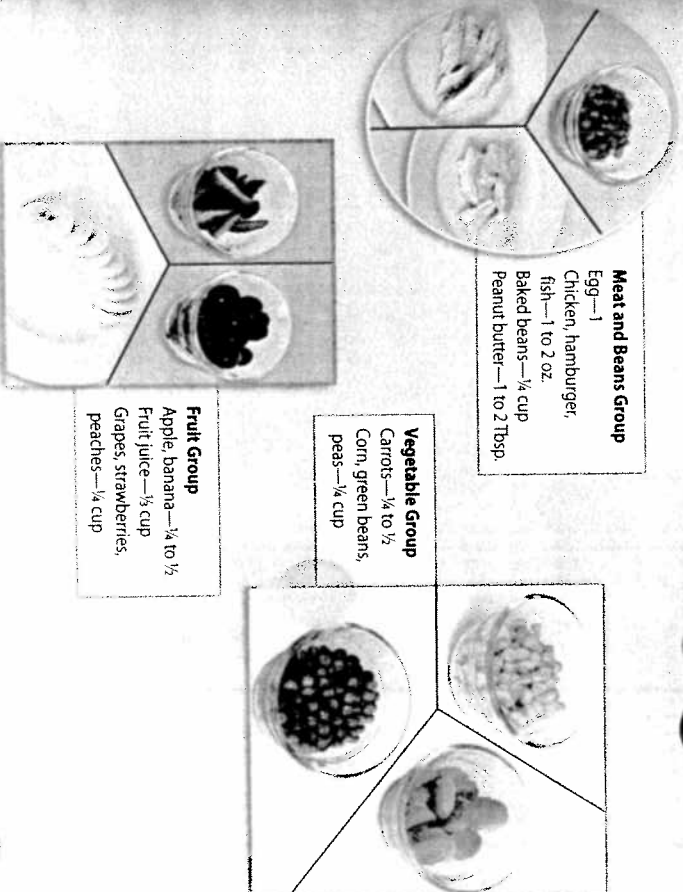 Meat and Beans Group
Egg—1
Chicken, hamburger,
fish—1 to 2 oz.
Baked beans—¼ cup
Peanut butter—1 to 2 Tbsp.
Vegetable Group
Carrots—¼ to ½
Corn, green beans,
peas—¼ cup
Fruit Group
Apple, banana—¼ to ½
Fruit juice—⅓ cup
Grapes, strawberries,
peaches—¼ cup